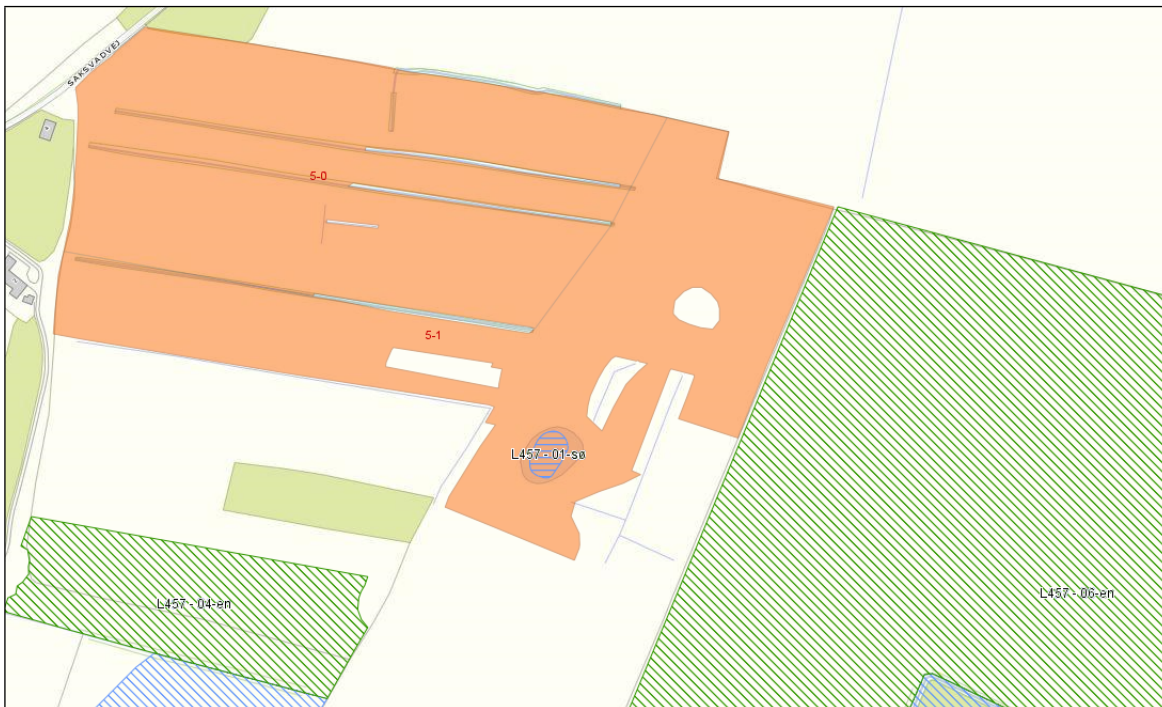 SAKSVADVEJ
5-0
5-1
L457 - 01-sø
L457 - 04-en
L457 - 06-en